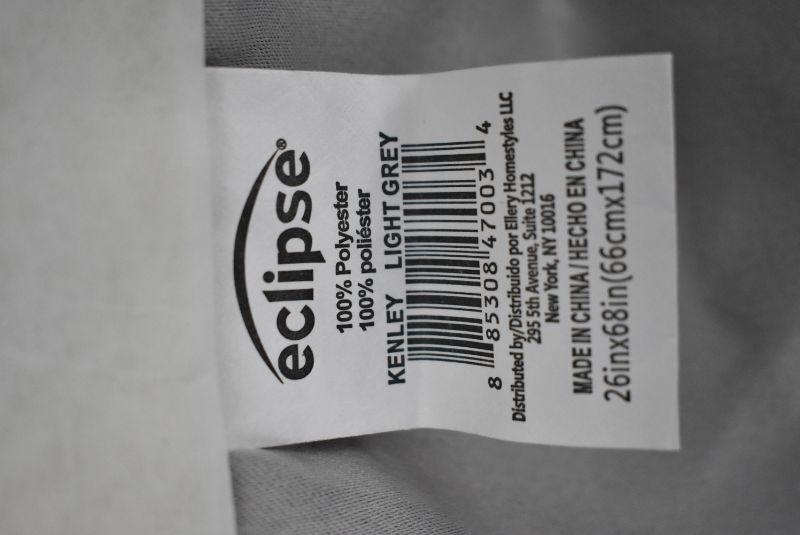 eclipse®
100% Polyester
100% poliéster
KENLEY LIGHT GREY
8 85308 47003 4
Distributed by/Distribuido por Ellery Homestyles LLC
295 5th Avenue, Suite 1212
New York, NY 10016
MADE IN CHINA / HECHO EN CHINA
26inx68in(66cmx172cm)